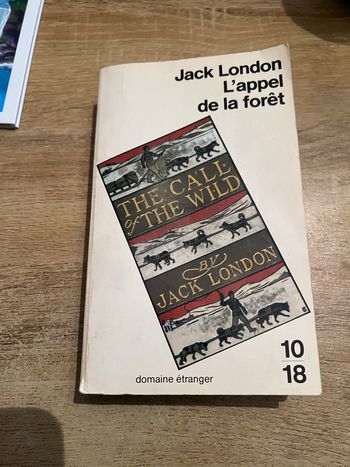 Jack London
L'appel
de la forêt
THE CALL
of THE WILD
BY
JACK LONDON
10
18
domaine étranger